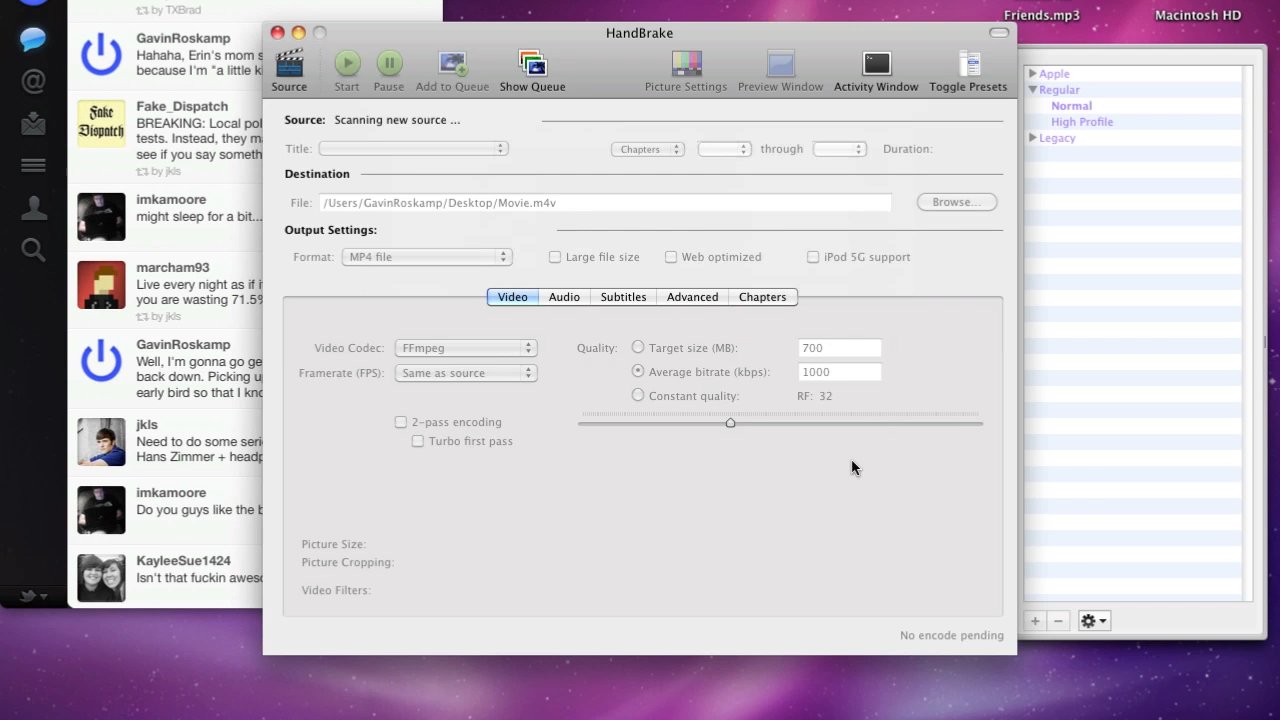 by TXBrad
GavinRoskamp
Hahaha, Erin's mom s
because I'm "a little ki
Fake_Dispatch
Fake
Dispatch
BREAKING: Local pol
tests. Instead, they ma
see if you say someth
by jkls
imkamoore
might sleep for a bit...
marcham93
Live every night as if i
you are wasting 71.5%
by jkls
GavinRoskamp
Well, I'm gonna go ge
back down. Picking up
early bird so that I kno
jkls
Need to do some seri
Hans Zimmer + headp
imkamoore
Do you guys like the b
KayleeSue1424
Isn't that fuckin aweso
HandBrake
Source
Start
Pause
Add to Queue
Show Queue
Picture Settings
Preview Window
Activity Window
Toggle Presets
Source: Scanning new source ...
Title:
Chapters
through
Duration:
Destination
File: /Users/GavinRoskamp/Desktop/Movie.m4v
Browse...
Output Settings:
Format: MP4 file
Large file size
Web optimized
iPod 5G support
Video Audio Subtitles Advanced Chapters
Video Codec: FFmpeg
Framerate (FPS): Same as source
2-pass encoding
Turbo first pass
Quality: Target size (MB): 700
Average bitrate (kbps): 1000
Constant quality: RF: 32
Picture Size:
Picture Cropping:
Video Filters:
No encode pending
Friends.mp3
Macintosh HD
Apple
Regular
Normal
High Profile
Legacy